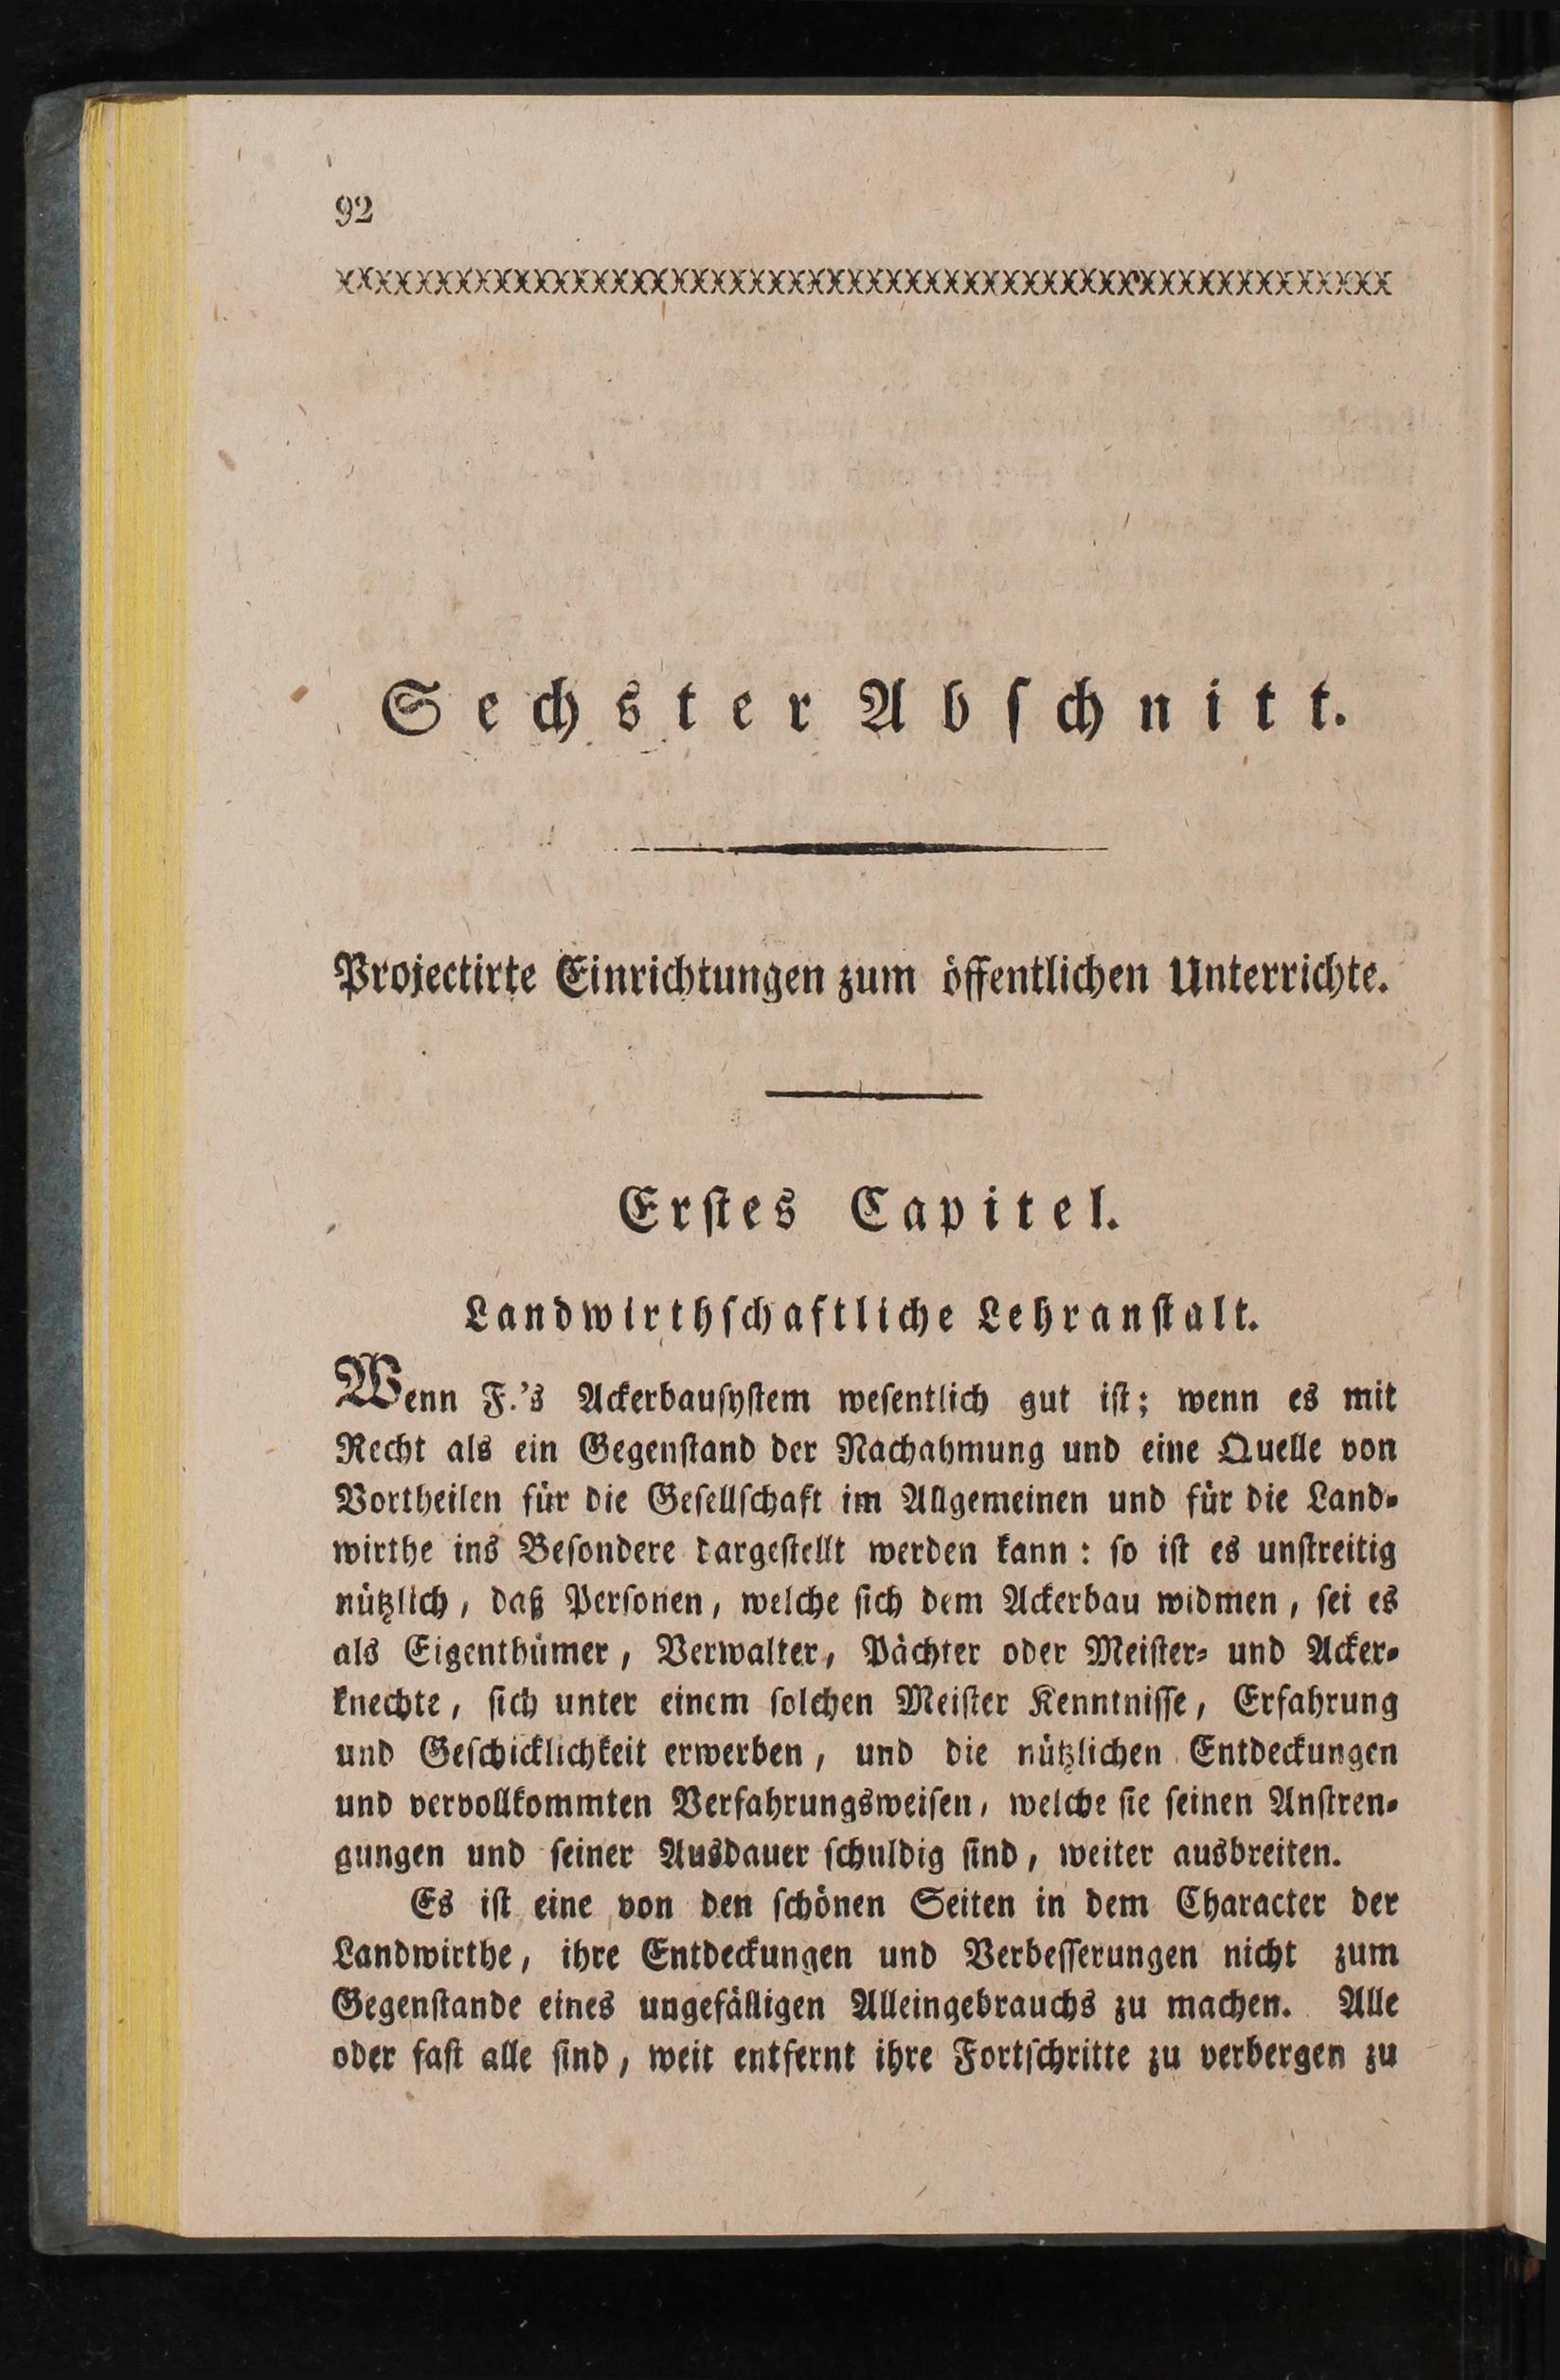 92
Sechster Abſchnitt.
Projectirte Einrichtungen zum öffentlichen Unterrichte.
Erſtes Capitel.
Landwirthſchaftliche Lehranſtalt.
Wenn F.'s Ackerbauſyſtem weſentlich gut iſt; wenn es mit
Recht als ein Gegenſtand der Nachahmung und eine Quelle von
Vortheilen für die Geſellſchaft im Allgemeinen und für die Land-
wirthe ins Beſondere dargeſtellt werden kann: ſo iſt es unſtreitig
nützlich, daß Perſonen, welche ſich dem Ackerbau widmen, ſei es
als Eigenthümer, Verwalter, Pächter oder Meiſter- und Acker-
knechte, ſich unter einem ſolchen Meiſter Kenntniſſe, Erfahrung
und Geſchicklichkeit erwerben, und die nützlichen Entdeckungen
und vervollkommten Verfahrungsweiſen, welche ſie ſeinen Anſtren-
gungen und ſeiner Ausdauer ſchuldig ſind, weiter ausbreiten.
Es iſt eine von den ſchönen Seiten in dem Character der
Landwirthe, ihre Entdeckungen und Verbeſſerungen nicht zum
Gegenſtande eines ungefälligen Alleingebrauchs zu machen. Alle
oder faſt alle ſind, weit entfernt ihre Fortſchritte zu verbergen zu